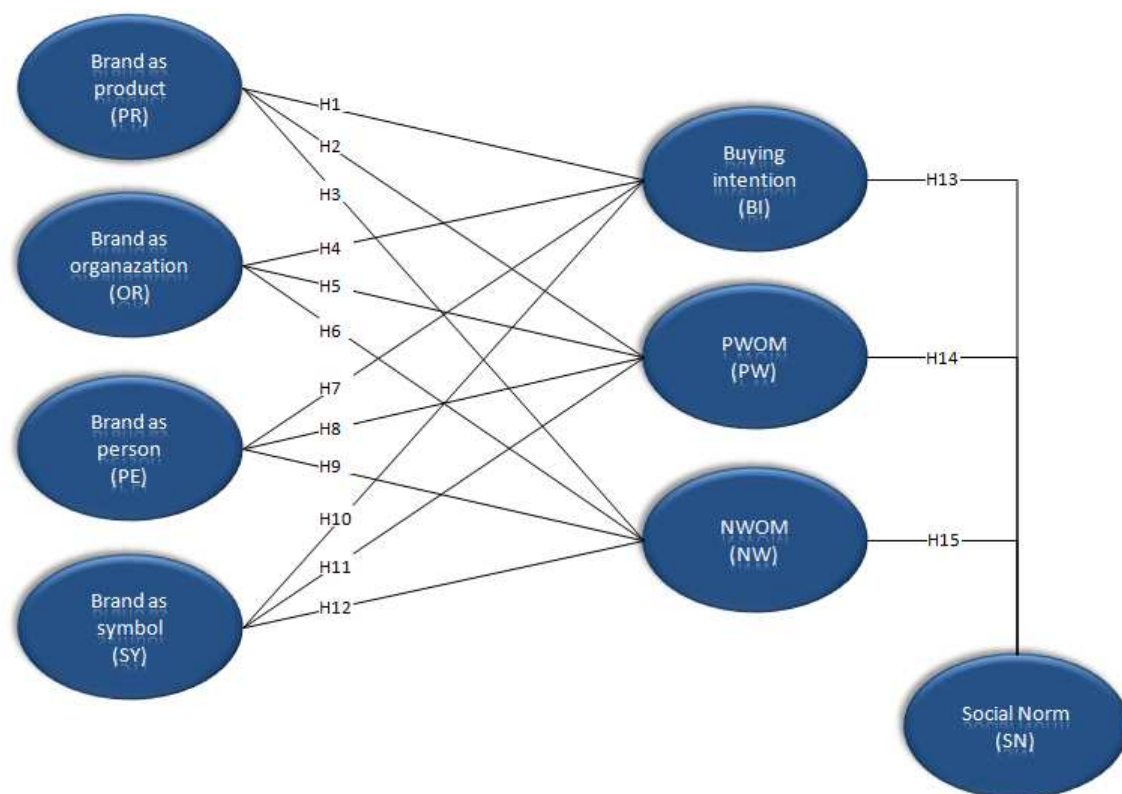 Brand as
product
(PR)
Brand as
organazation
(OR)
Brand as
person
(PE)
Brand as
symbol
(SY)
H1
H2
H3
H4
H5
H6
H7
H8
H9
H10
H11
H12
Buying
intention
(BI)
PWOM
(PW)
NWOM
(NW)
H13
H14
H15
Social Norm
(SN)